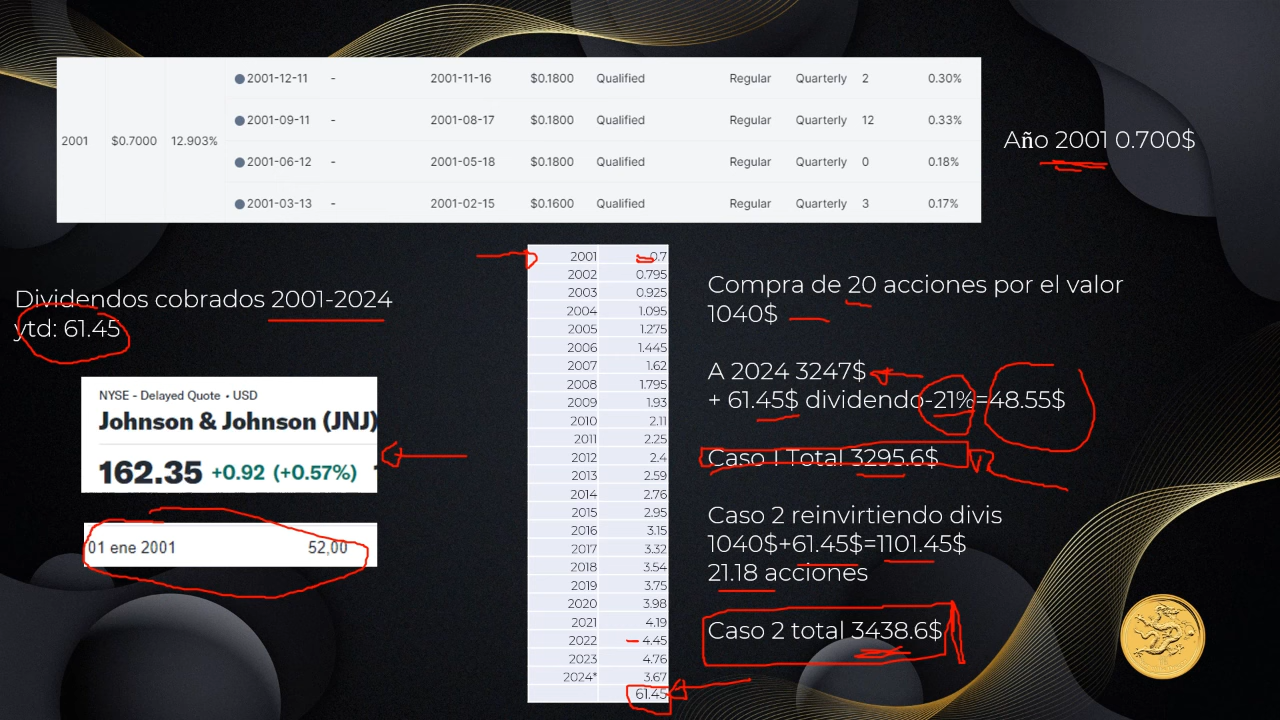 2001 $0.7000 12.903%
2001-12-11 - 2001-11-16 $0.1800 Qualified Regular Quarterly 2 0.30%
2001-09-11 - 2001-08-17 $0.1800 Qualified Regular Quarterly 12 0.33%
2001-06-12 - 2001-05-18 $0.1800 Qualified Regular Quarterly 0 0.18%
2001-03-13 - 2001-02-15 $0.1600 Qualified Regular Quarterly 3 0.17%
Año 2001 0.700$
Dividendos cobrados 2001-2024
ytd: 61.45
NYSE - Delayed Quote • USD
Johnson & Johnson (JNJ)
162.35 +0.92 (+0.57%)
01 ene 2001 52,00
2001 0.7
2002 0.795
2003 0.925
2004 1.095
2005 1.275
2006 1.445
2007 1.62
2008 1.795
2009 1.93
2010 2.11
2011 2.25
2012 2.4
2013 2.59
2014 2.76
2015 2.95
2016 3.15
2017 3.32
2018 3.54
2019 3.75
2020 3.98
2021 4.19
2022 4.45
2023 4.76
2024* 3.67
61.45
Compra de 20 acciones por el valor
1040$
A 2024 3247$
+ 61.45$ dividendo-21%=48.55$
Caso 1 Total 3295.6$
Caso 2 reinvirtiendo divis
1040$+61.45$=1101.45$
21.18 acciones
Caso 2 total 3438.6$